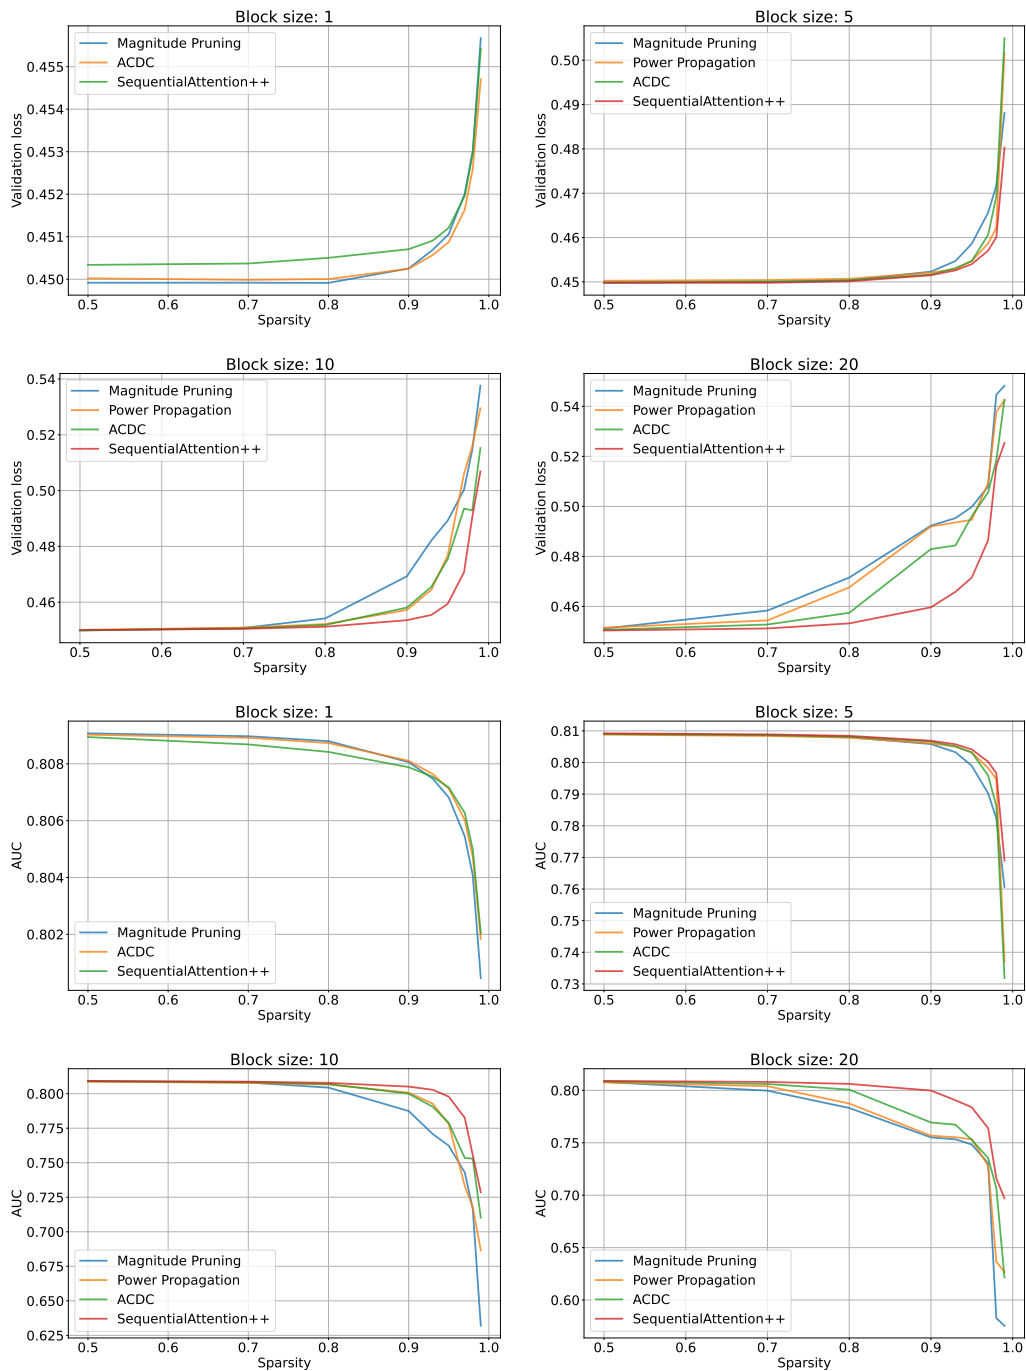 Block size: 1
Validation loss
0.455
0.454
0.453
0.452
0.451
0.450
Magnitude Pruning
ACDC
SequentialAttention++
0.5 0.6 0.7 0.8 0.9 1.0
Sparsity
Block size: 5
Validation loss
0.50
0.49
0.48
0.47
0.46
0.45
Magnitude Pruning
Power Propagation
ACDC
SequentialAttention++
0.5 0.6 0.7 0.8 0.9 1.0
Sparsity
Block size: 10
Validation loss
0.54
0.52
0.50
0.48
0.46
Magnitude Pruning
Power Propagation
ACDC
SequentialAttention++
0.5 0.6 0.7 0.8 0.9 1.0
Sparsity
Block size: 20
Validation loss
0.54
0.52
0.50
0.48
0.46
Magnitude Pruning
Power Propagation
ACDC
SequentialAttention++
0.5 0.6 0.7 0.8 0.9 1.0
Sparsity
Block size: 1
AUC
0.808
0.806
0.804
0.802
Magnitude Pruning
ACDC
SequentialAttention++
0.5 0.6 0.7 0.8 0.9 1.0
Sparsity
Block size: 5
AUC
0.81
0.80
0.79
0.78
0.77
0.76
0.75
0.74
0.73
Magnitude Pruning
Power Propagation
ACDC
SequentialAttention++
0.5 0.6 0.7 0.8 0.9 1.0
Sparsity
Block size: 10
AUC
0.800
0.775
0.750
0.725
0.700
0.675
0.650
0.625
Magnitude Pruning
Power Propagation
ACDC
SequentialAttention++
0.5 0.6 0.7 0.8 0.9 1.0
Sparsity
Block size: 20
AUC
0.80
0.75
0.70
0.65
0.60
Magnitude Pruning
Power Propagation
ACDC
SequentialAttention++
0.5 0.6 0.7 0.8 0.9 1.0
Sparsity